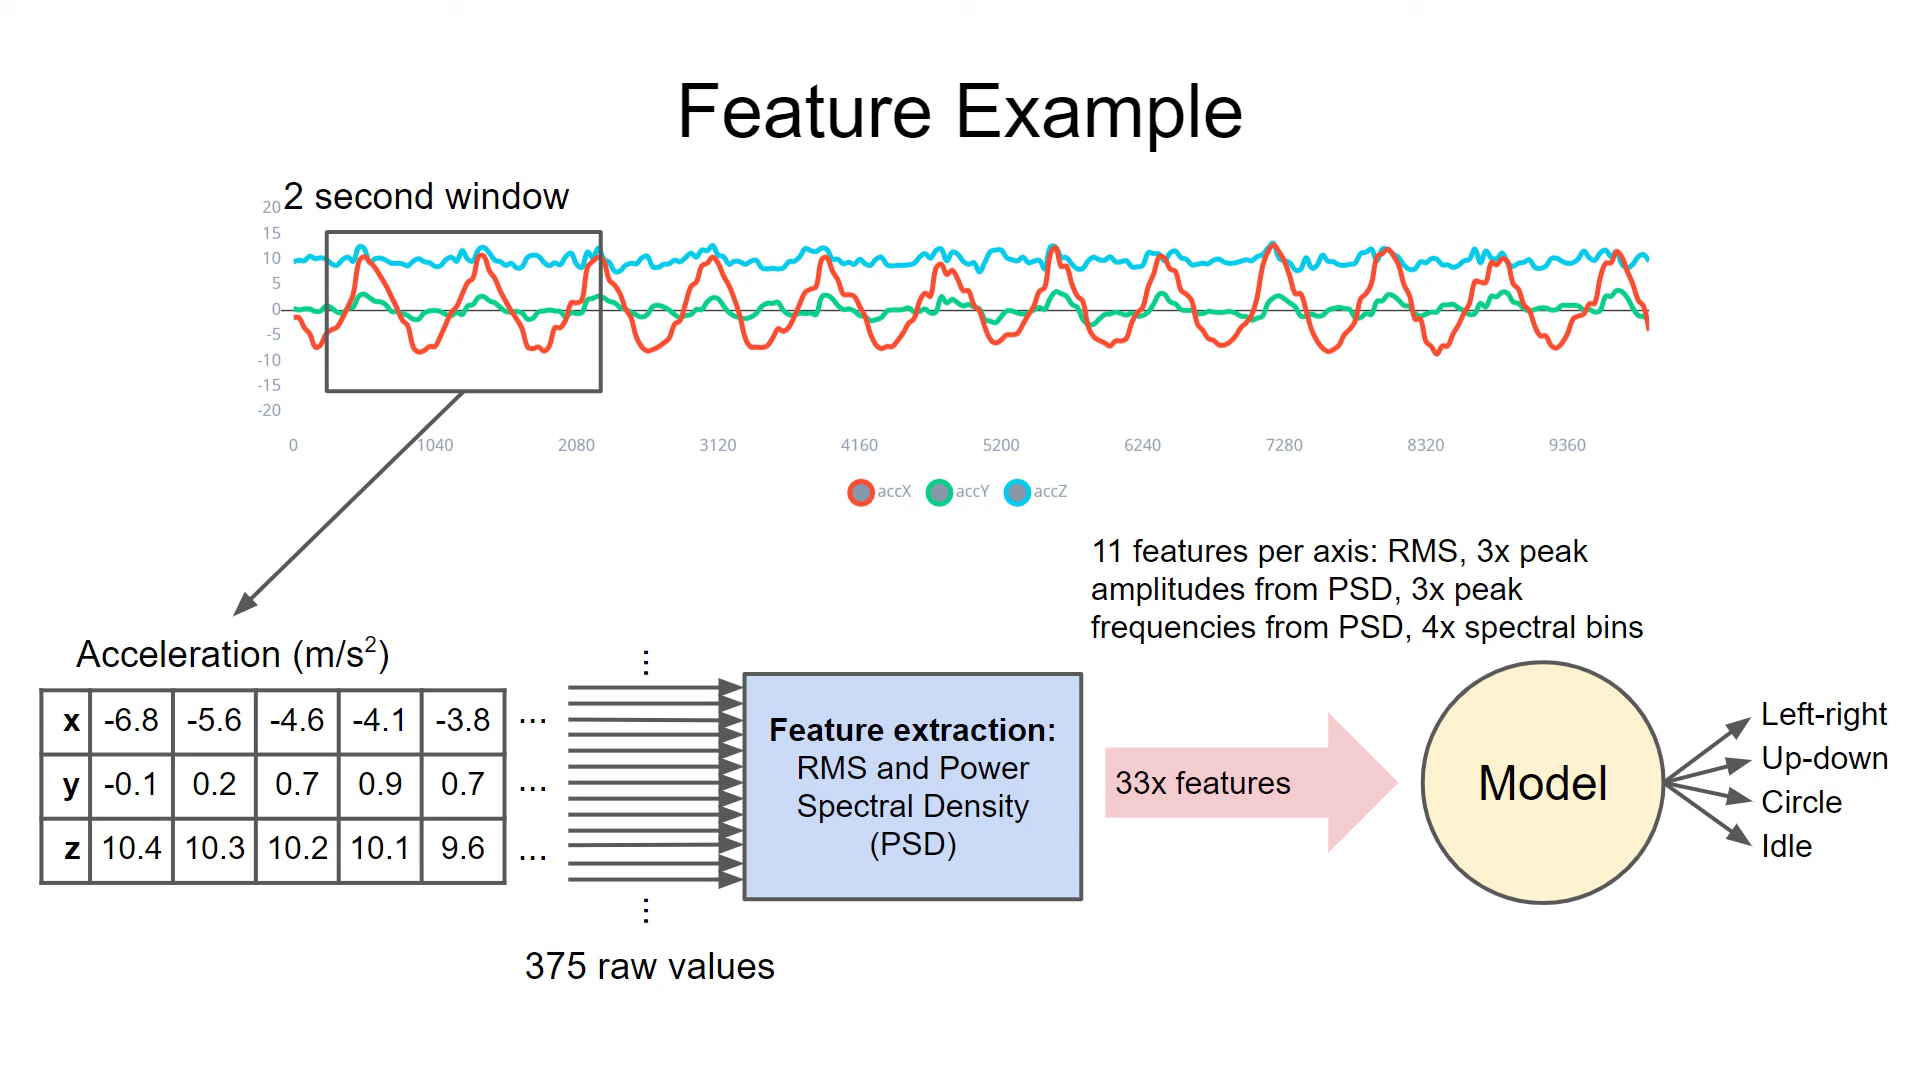 Feature Example
2 second window
20
15
10
5
0
-5
-10
-15
-20
0 1040 2080 3120 4160 5200 6240 7280 8320 9360
accX accY accZ
11 features per axis: RMS, 3x peak
amplitudes from PSD, 3x peak
frequencies from PSD, 4x spectral bins
Acceleration (m/s²)
x -6.8 -5.6 -4.6 -4.1 -3.8 ...
y -0.1 0.2 0.7 0.9 0.7 ...
z 10.4 10.3 10.2 10.1 9.6 ...
...
...
375 raw values
Feature extraction:
RMS and Power
Spectral Density
(PSD)
33x features
Model
Left-right
Up-down
Circle
Idle